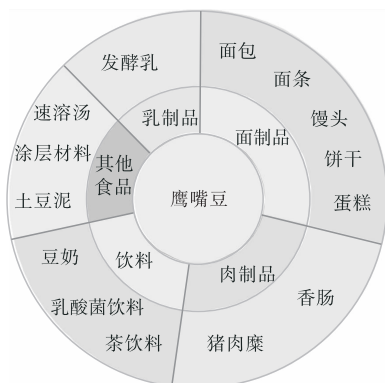 发酵乳
面包
面条
馒头
饼干
蛋糕
速溶汤
涂层材料
土豆泥
乳制品
面制品
其他
食品
鹰嘴豆
饮料
肉制品
豆奶
乳酸菌饮料
茶饮料
香肠
猪肉糜